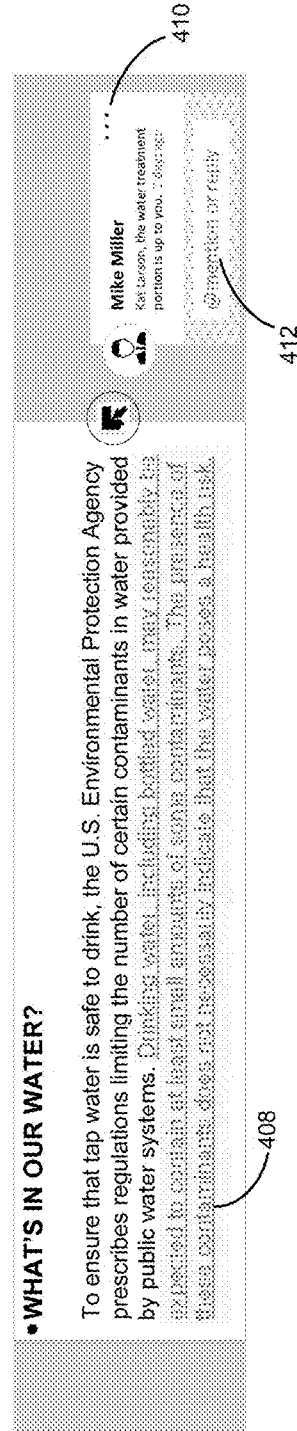 •WHAT'S IN OUR WATER?
To ensure that tap water is safe to drink, the U.S. Environmental Protection Agency
prescribes regulations limiting the number of certain contaminants in water provided
by public water systems. Drinking water, including bottled water, may reasonably be
expected to contain at least small amounts of some contaminants. The presence of
these contaminants does not necessarily indicate that the water poses a health risk.
408
Mike Miller
...
Kat Larson, the water treatment
portion is up to you. days ago
@mention or reply
410
412